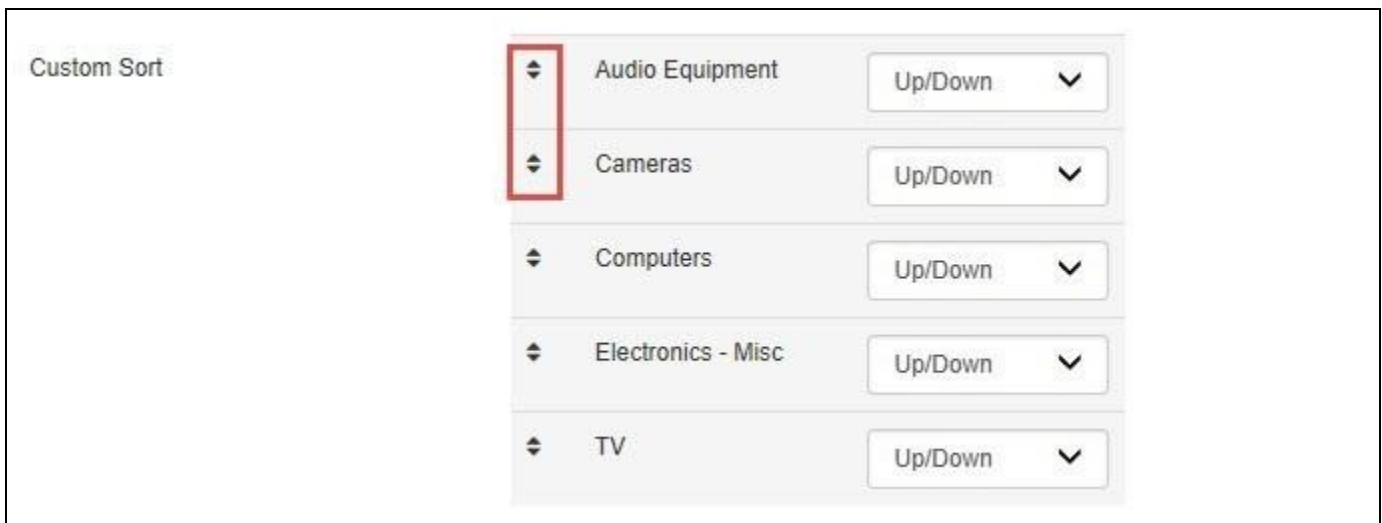 Custom Sort
Audio Equipment
Up/Down
Cameras
Up/Down
Computers
Up/Down
Electronics - Misc
Up/Down
TV
Up/Down